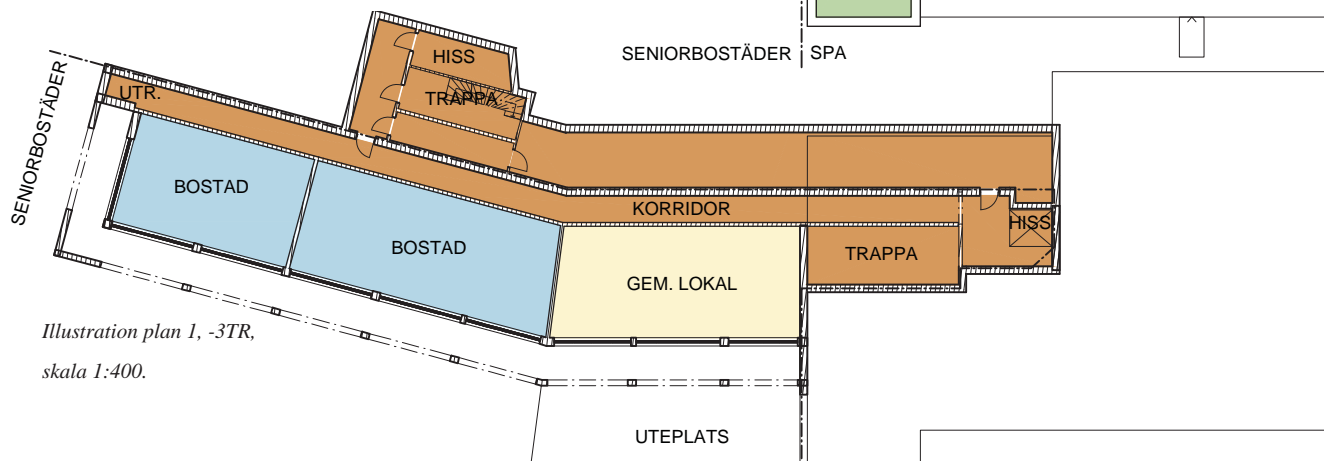 SENIORBOSTÄDER SPA
HISS
SENIORBOSTÄDER
UTR.
TRAPPA
BOSTAD
KORRIDOR
HISS
BOSTAD
TRAPPA
GEM. LOKAL
Illustration plan 1, -3TR,
skala 1:400.
UTEPLATS